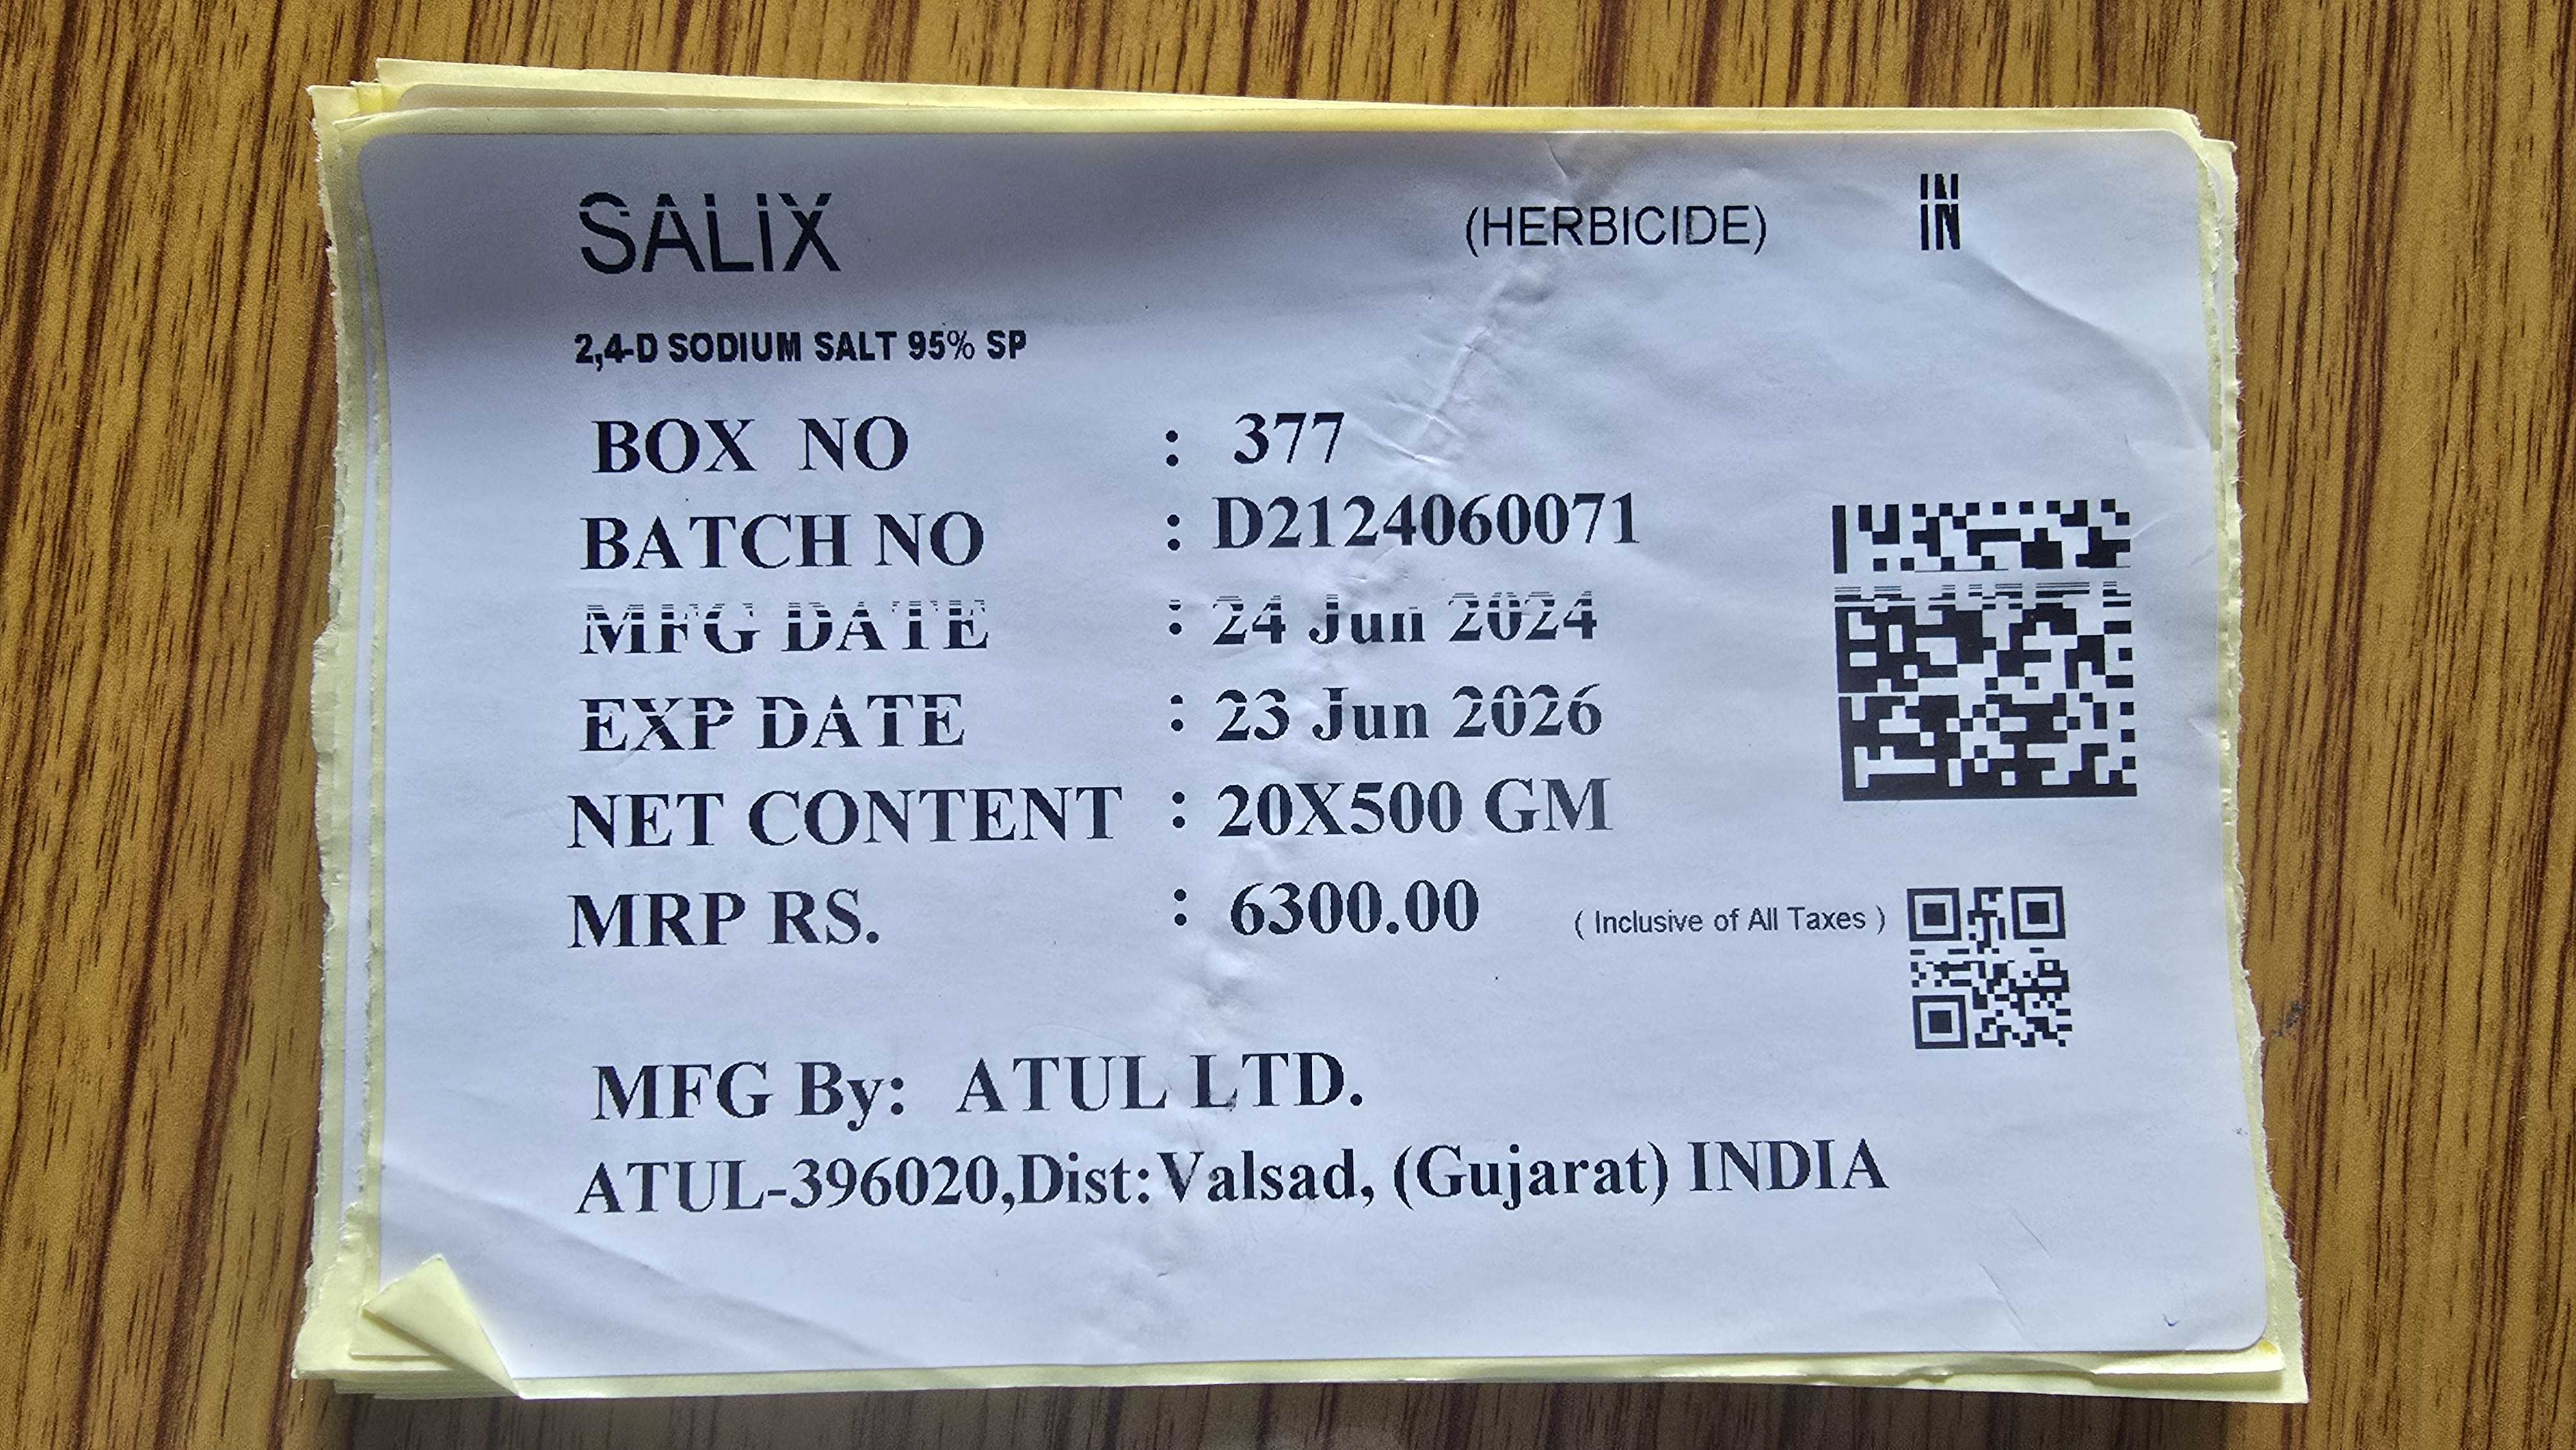 SALIX (HERBICIDE) IN
2,4-D SODIUM SALT 95% SP
BOX NO : 377
BATCH NO : D2124060071
MFG DATE : 24 Jun 2024
EXP DATE : 23 Jun 2026
NET CONTENT : 20X500 GM
MRP RS. : 6300.00 ( Inclusive of All Taxes )
MFG By: ATUL LTD.
ATUL-396020,Dist:Valsad, (Gujarat) INDIA